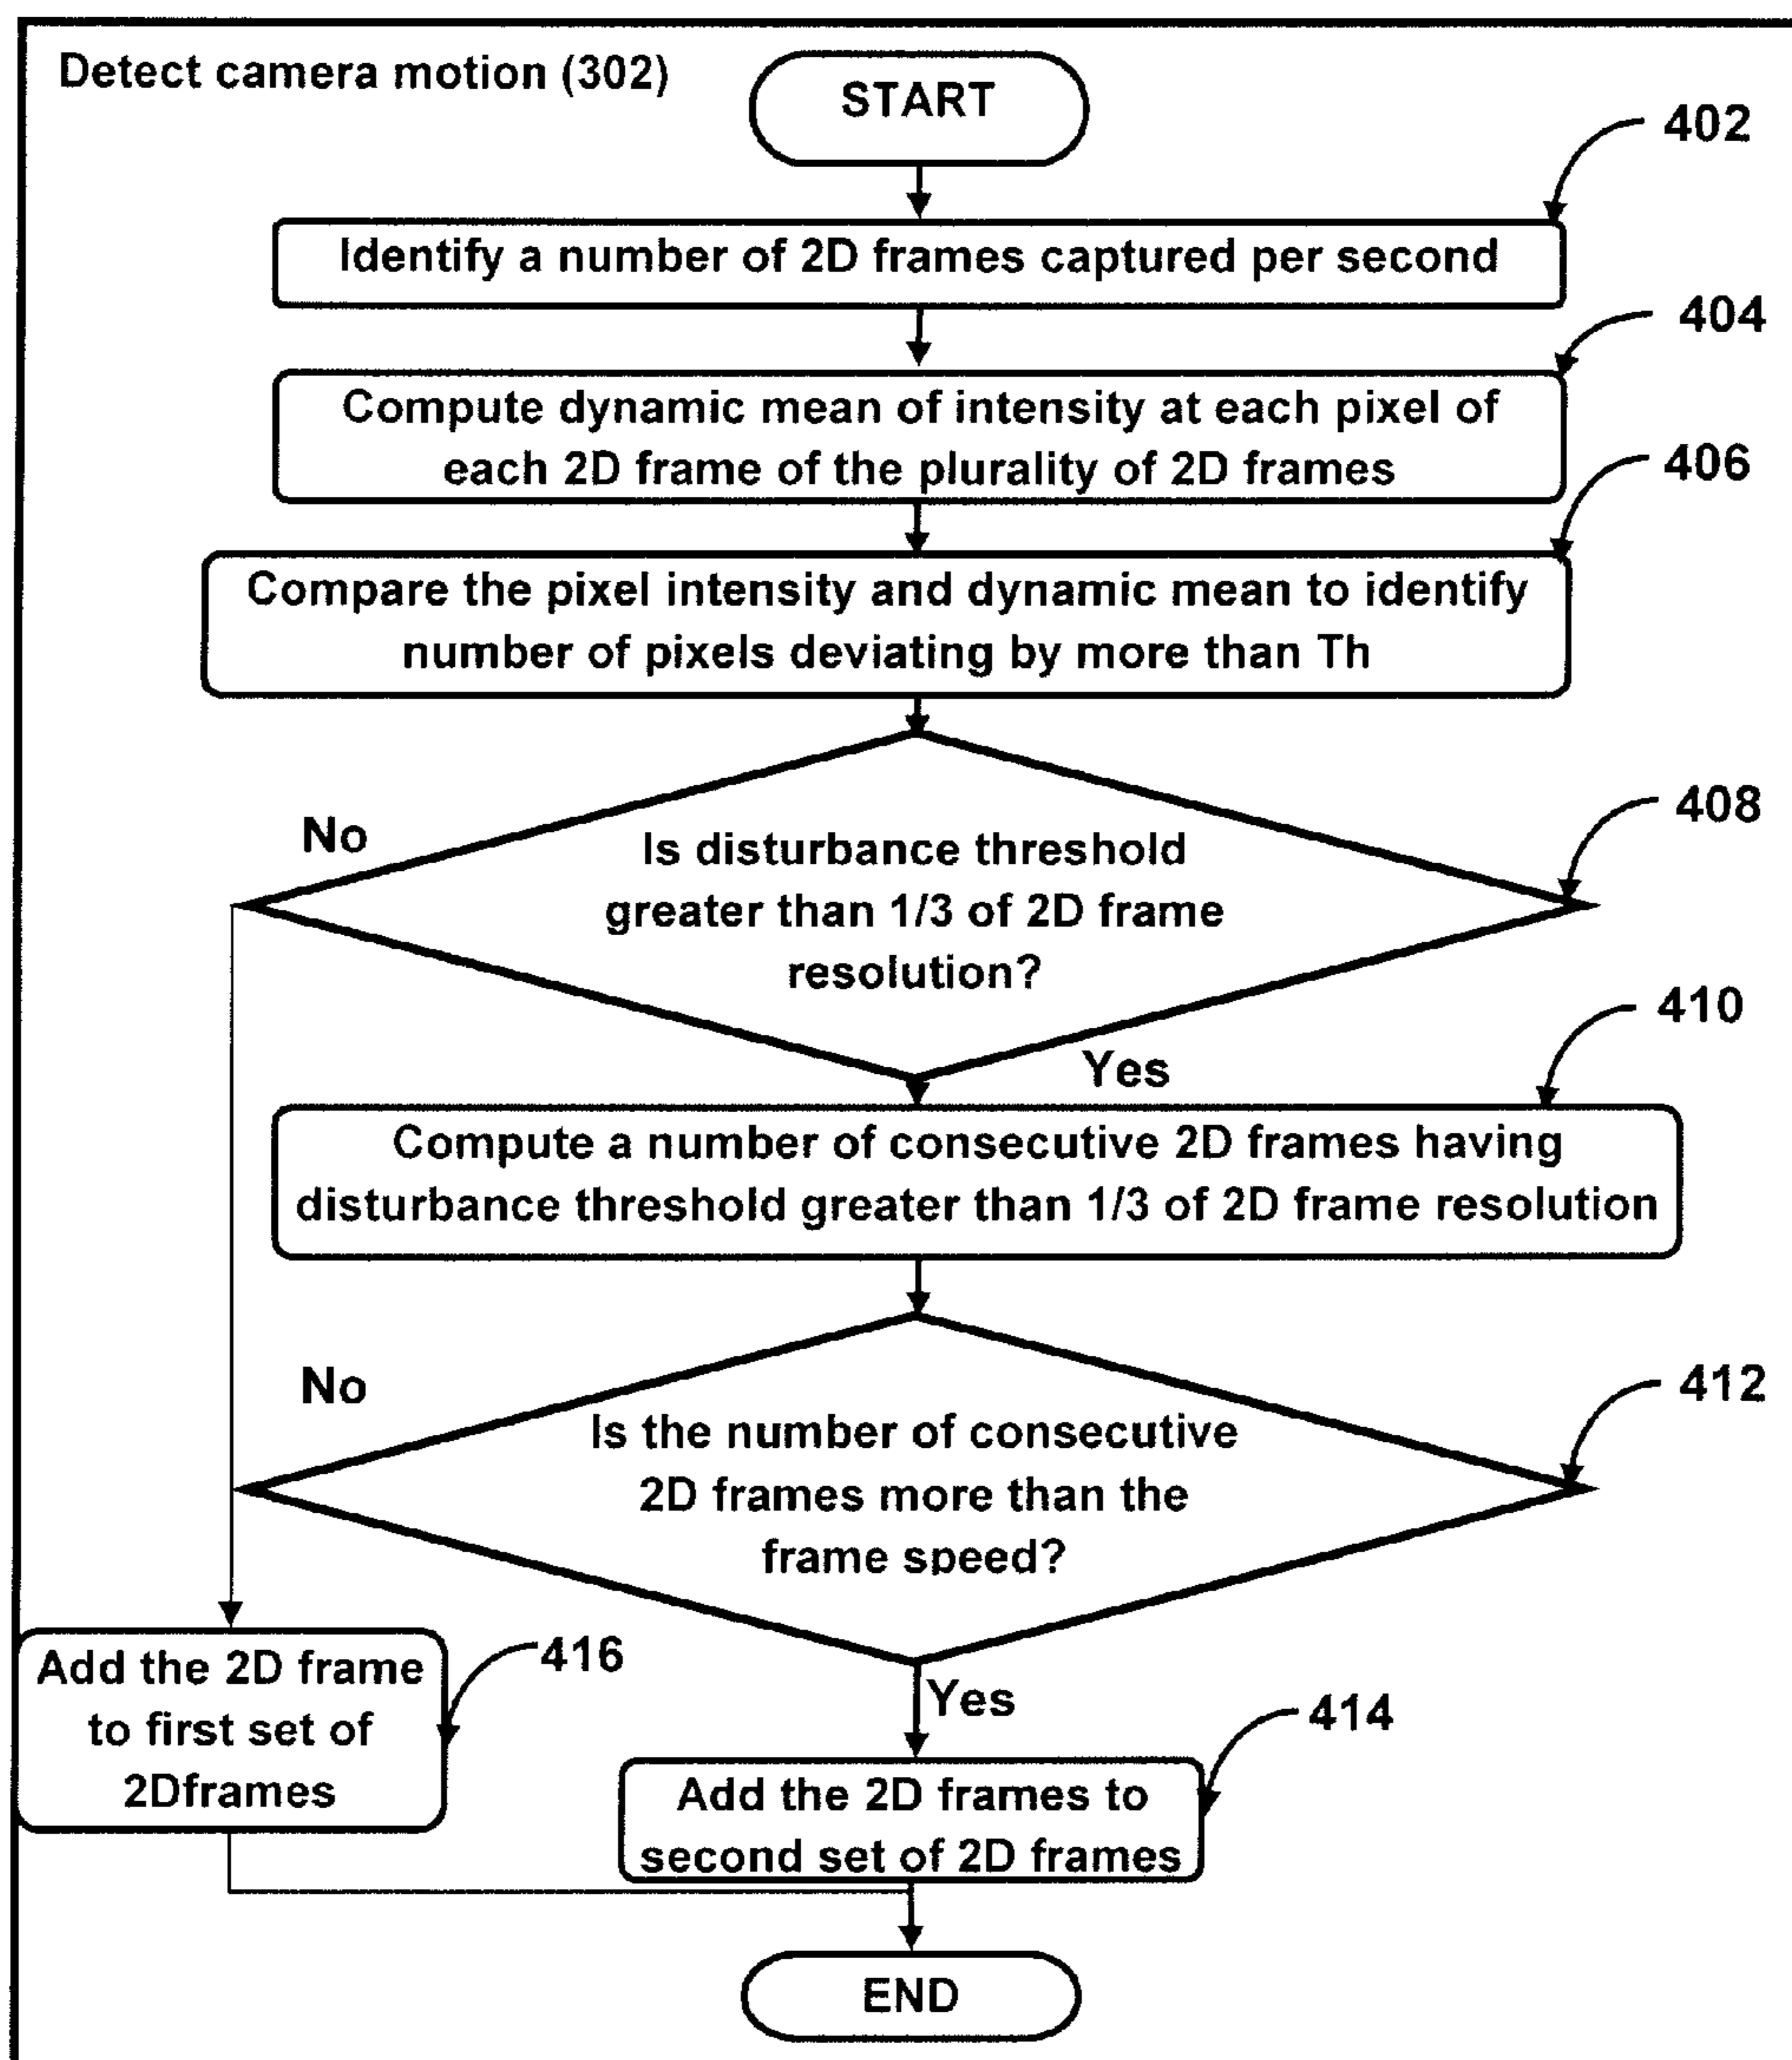 Detect camera motion (302)
START
402
Identify a number of 2D frames captured per second
404
Compute dynamic mean of intensity at each pixel of
each 2D frame of the plurality of 2D frames
406
Compare the pixel intensity and dynamic mean to identify
number of pixels deviating by more than Th
408
No
Is disturbance threshold
greater than 1/3 of 2D frame
resolution?
410
Yes
Compute a number of consecutive 2D frames having
disturbance threshold greater than 1/3 of 2D frame resolution
412
No
Is the number of consecutive
2D frames more than the
frame speed?
416
Add the 2D frame
to first set of
2Dframes
Yes
414
Add the 2D frames to
second set of 2D frames
END